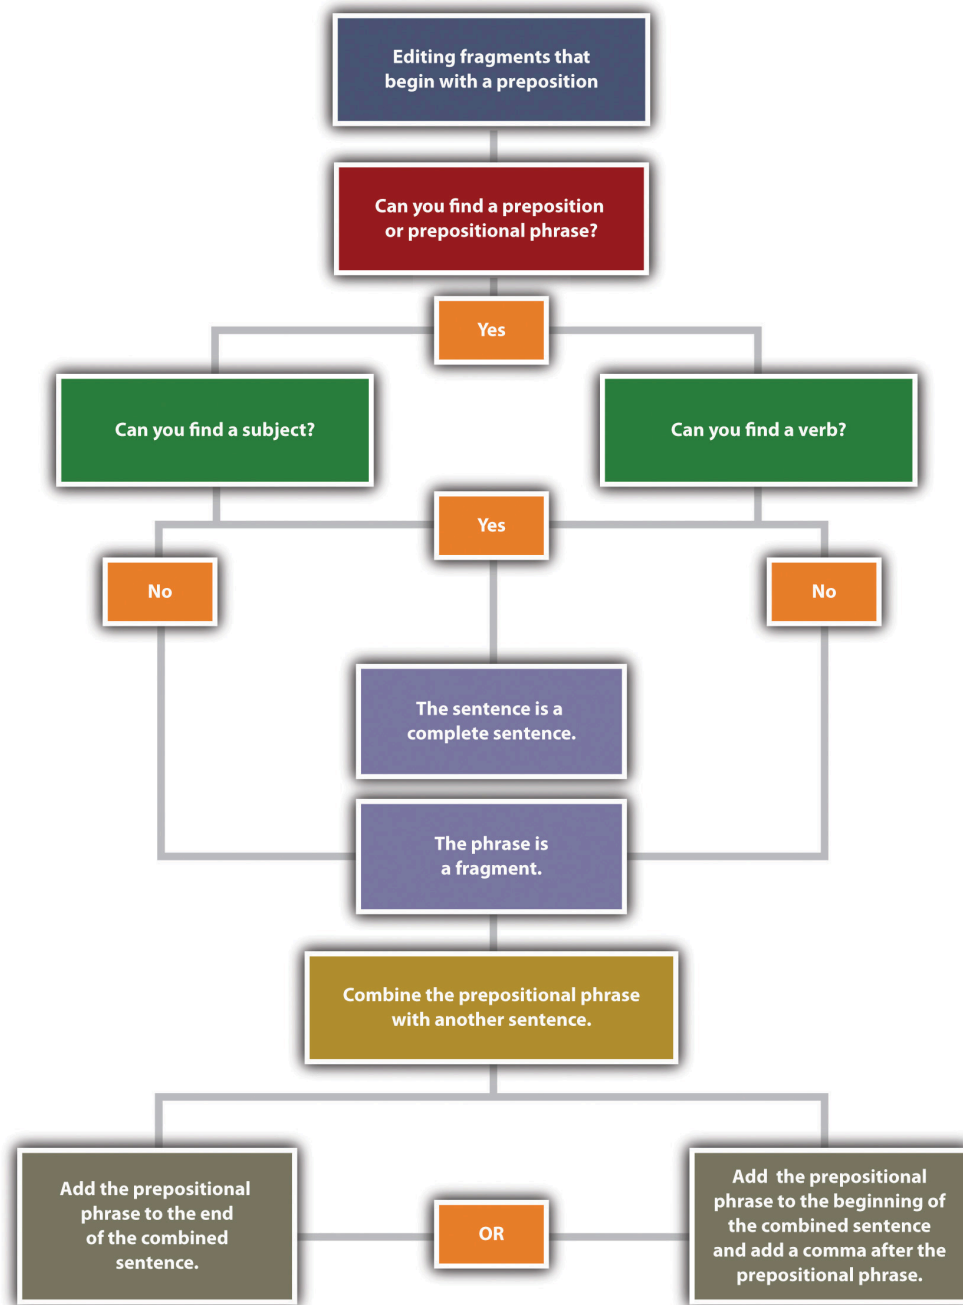 Editing fragments that
begin with a preposition
Can you find a preposition
or prepositional phrase?
Yes
Can you find a subject?
Can you find a verb?
Yes
No
No
The sentence is a
complete sentence.
The phrase is
a fragment.
Combine the prepositional phrase
with another sentence.
Add the prepositional
phrase to the end
of the combined
sentence.
OR
Add the prepositional
phrase to the beginning of
the combined sentence
and add a comma after the
prepositional phrase.